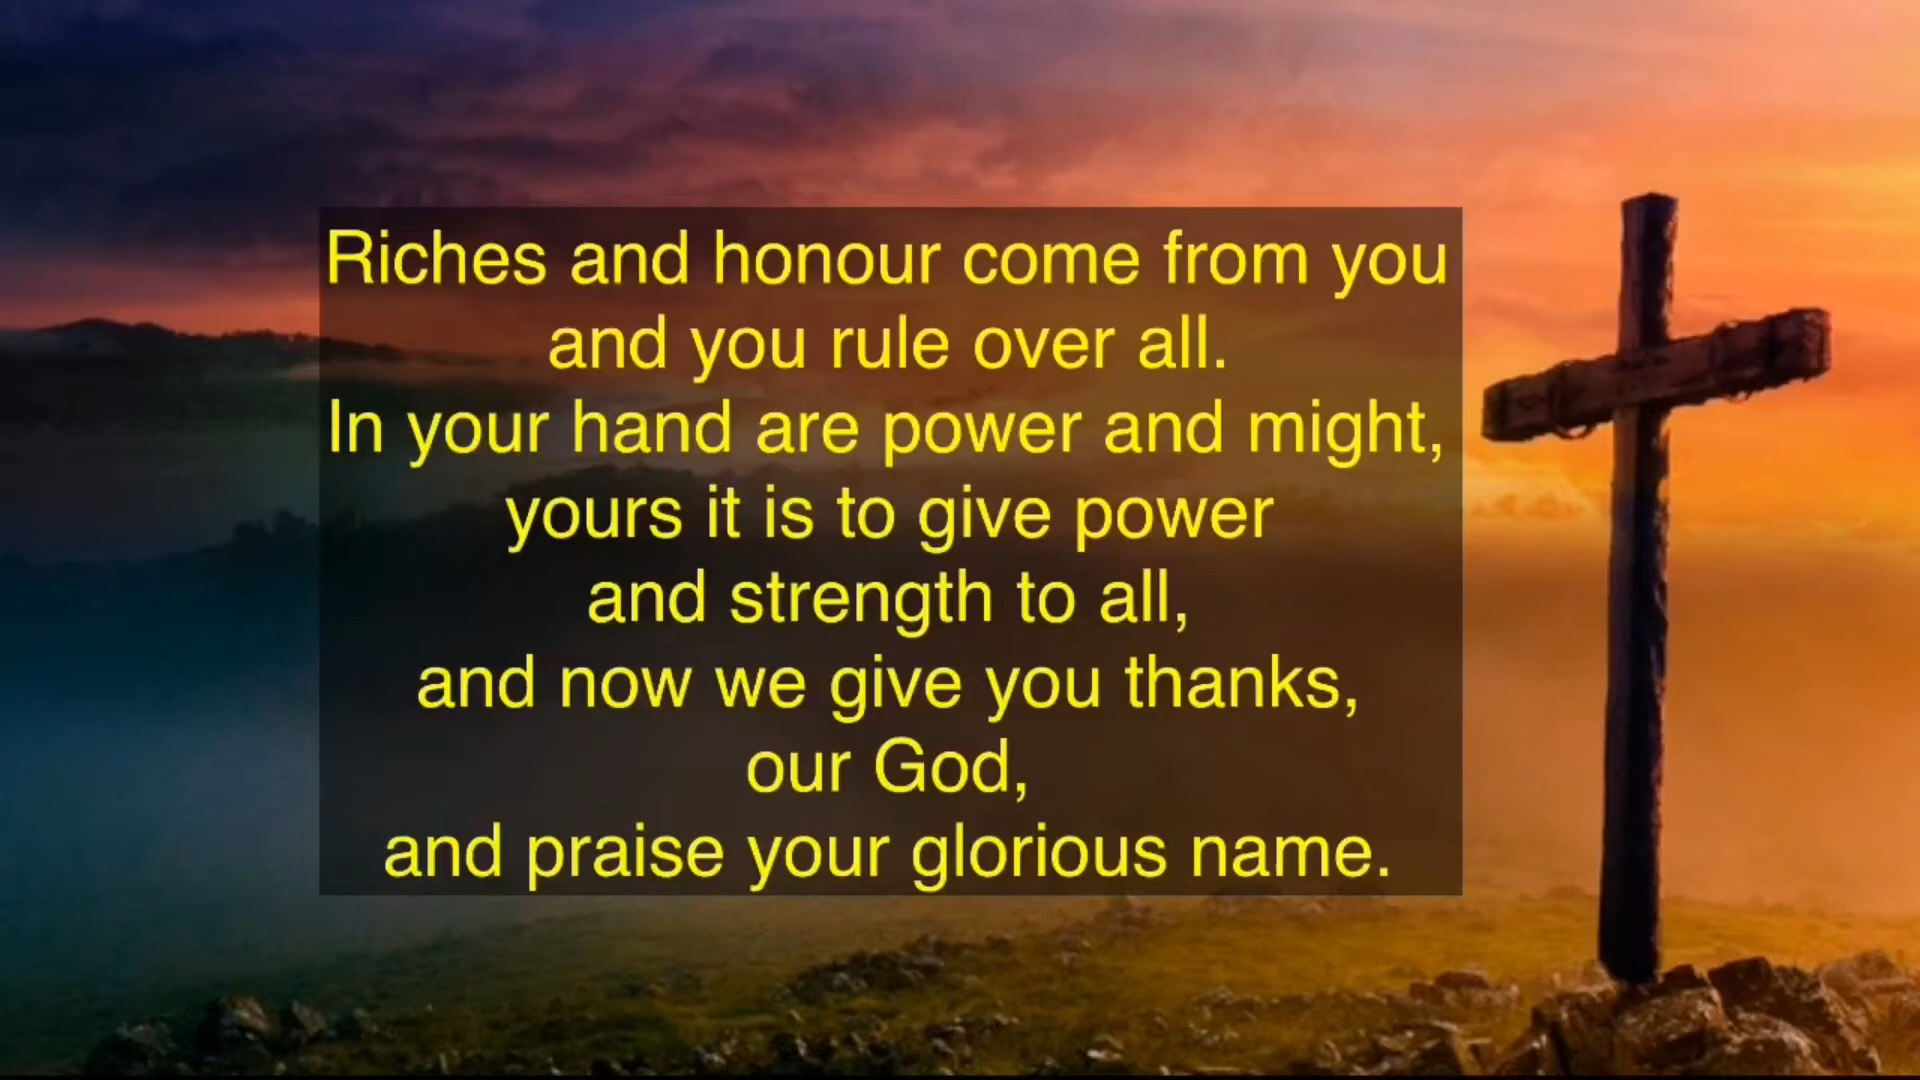 Riches and honour come from you
and you rule over all.
In your hand are power and might,
yours it is to give power
and strength to all,
and now we give you thanks,
our God,
and praise your glorious name.